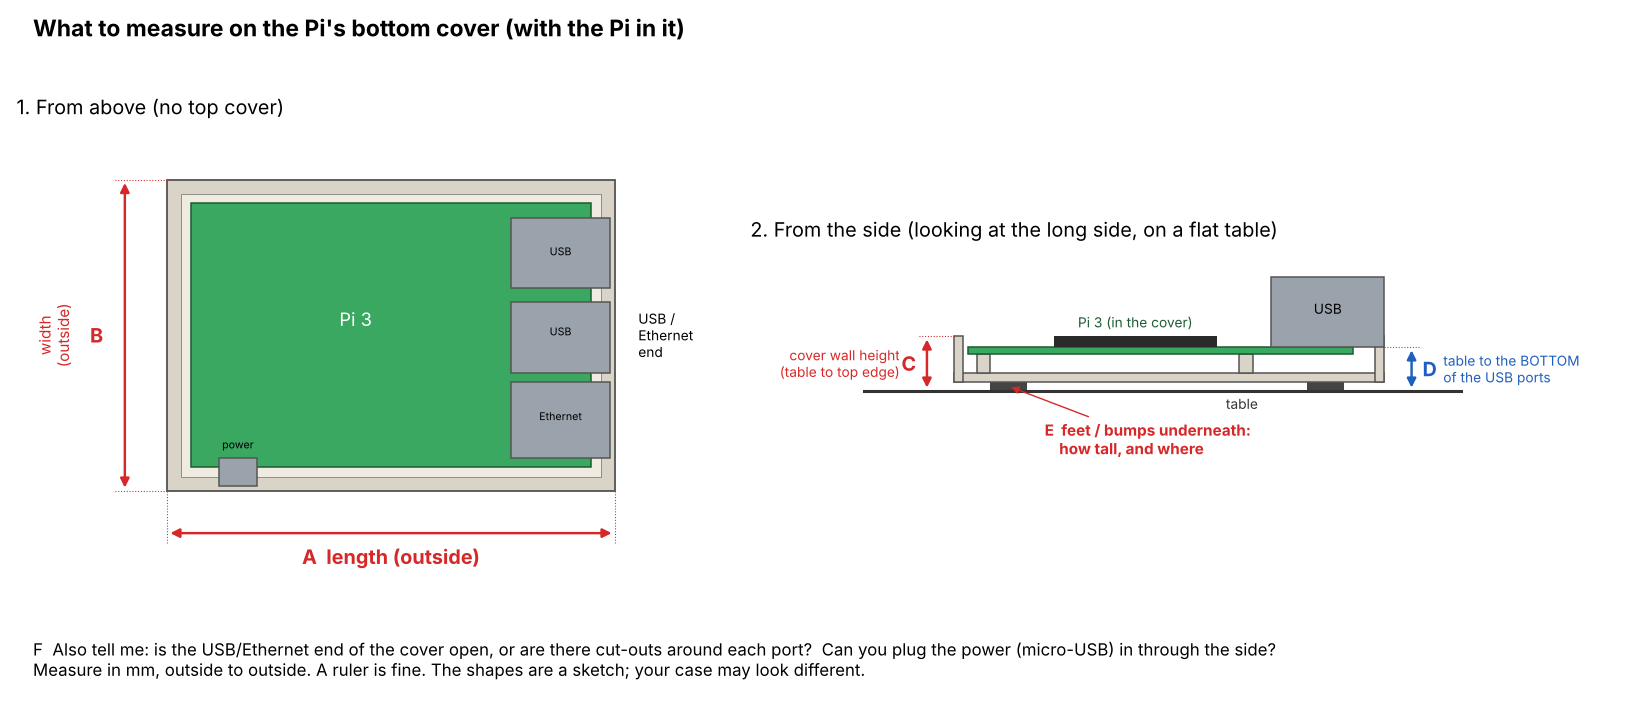 What to measure on the Pi's bottom cover (with the Pi in it)
1. From above (no top cover)
width
(outside)
B
Pi 3
USB
USB
Ethernet
power
USB /
Ethernet
end
A  length (outside)
2. From the side (looking at the long side, on a flat table)
USB
Pi 3 (in the cover)
cover wall height
(table to top edge)
C
D
table to the BOTTOM
of the USB ports
table
E  feet / bumps underneath:
how tall, and where
F  Also tell me: is the USB/Ethernet end of the cover open, or are there cut-outs around each port?  Can you plug the power (micro-USB) in through the side?
Measure in mm, outside to outside. A ruler is fine. The shapes are a sketch; your case may look different.